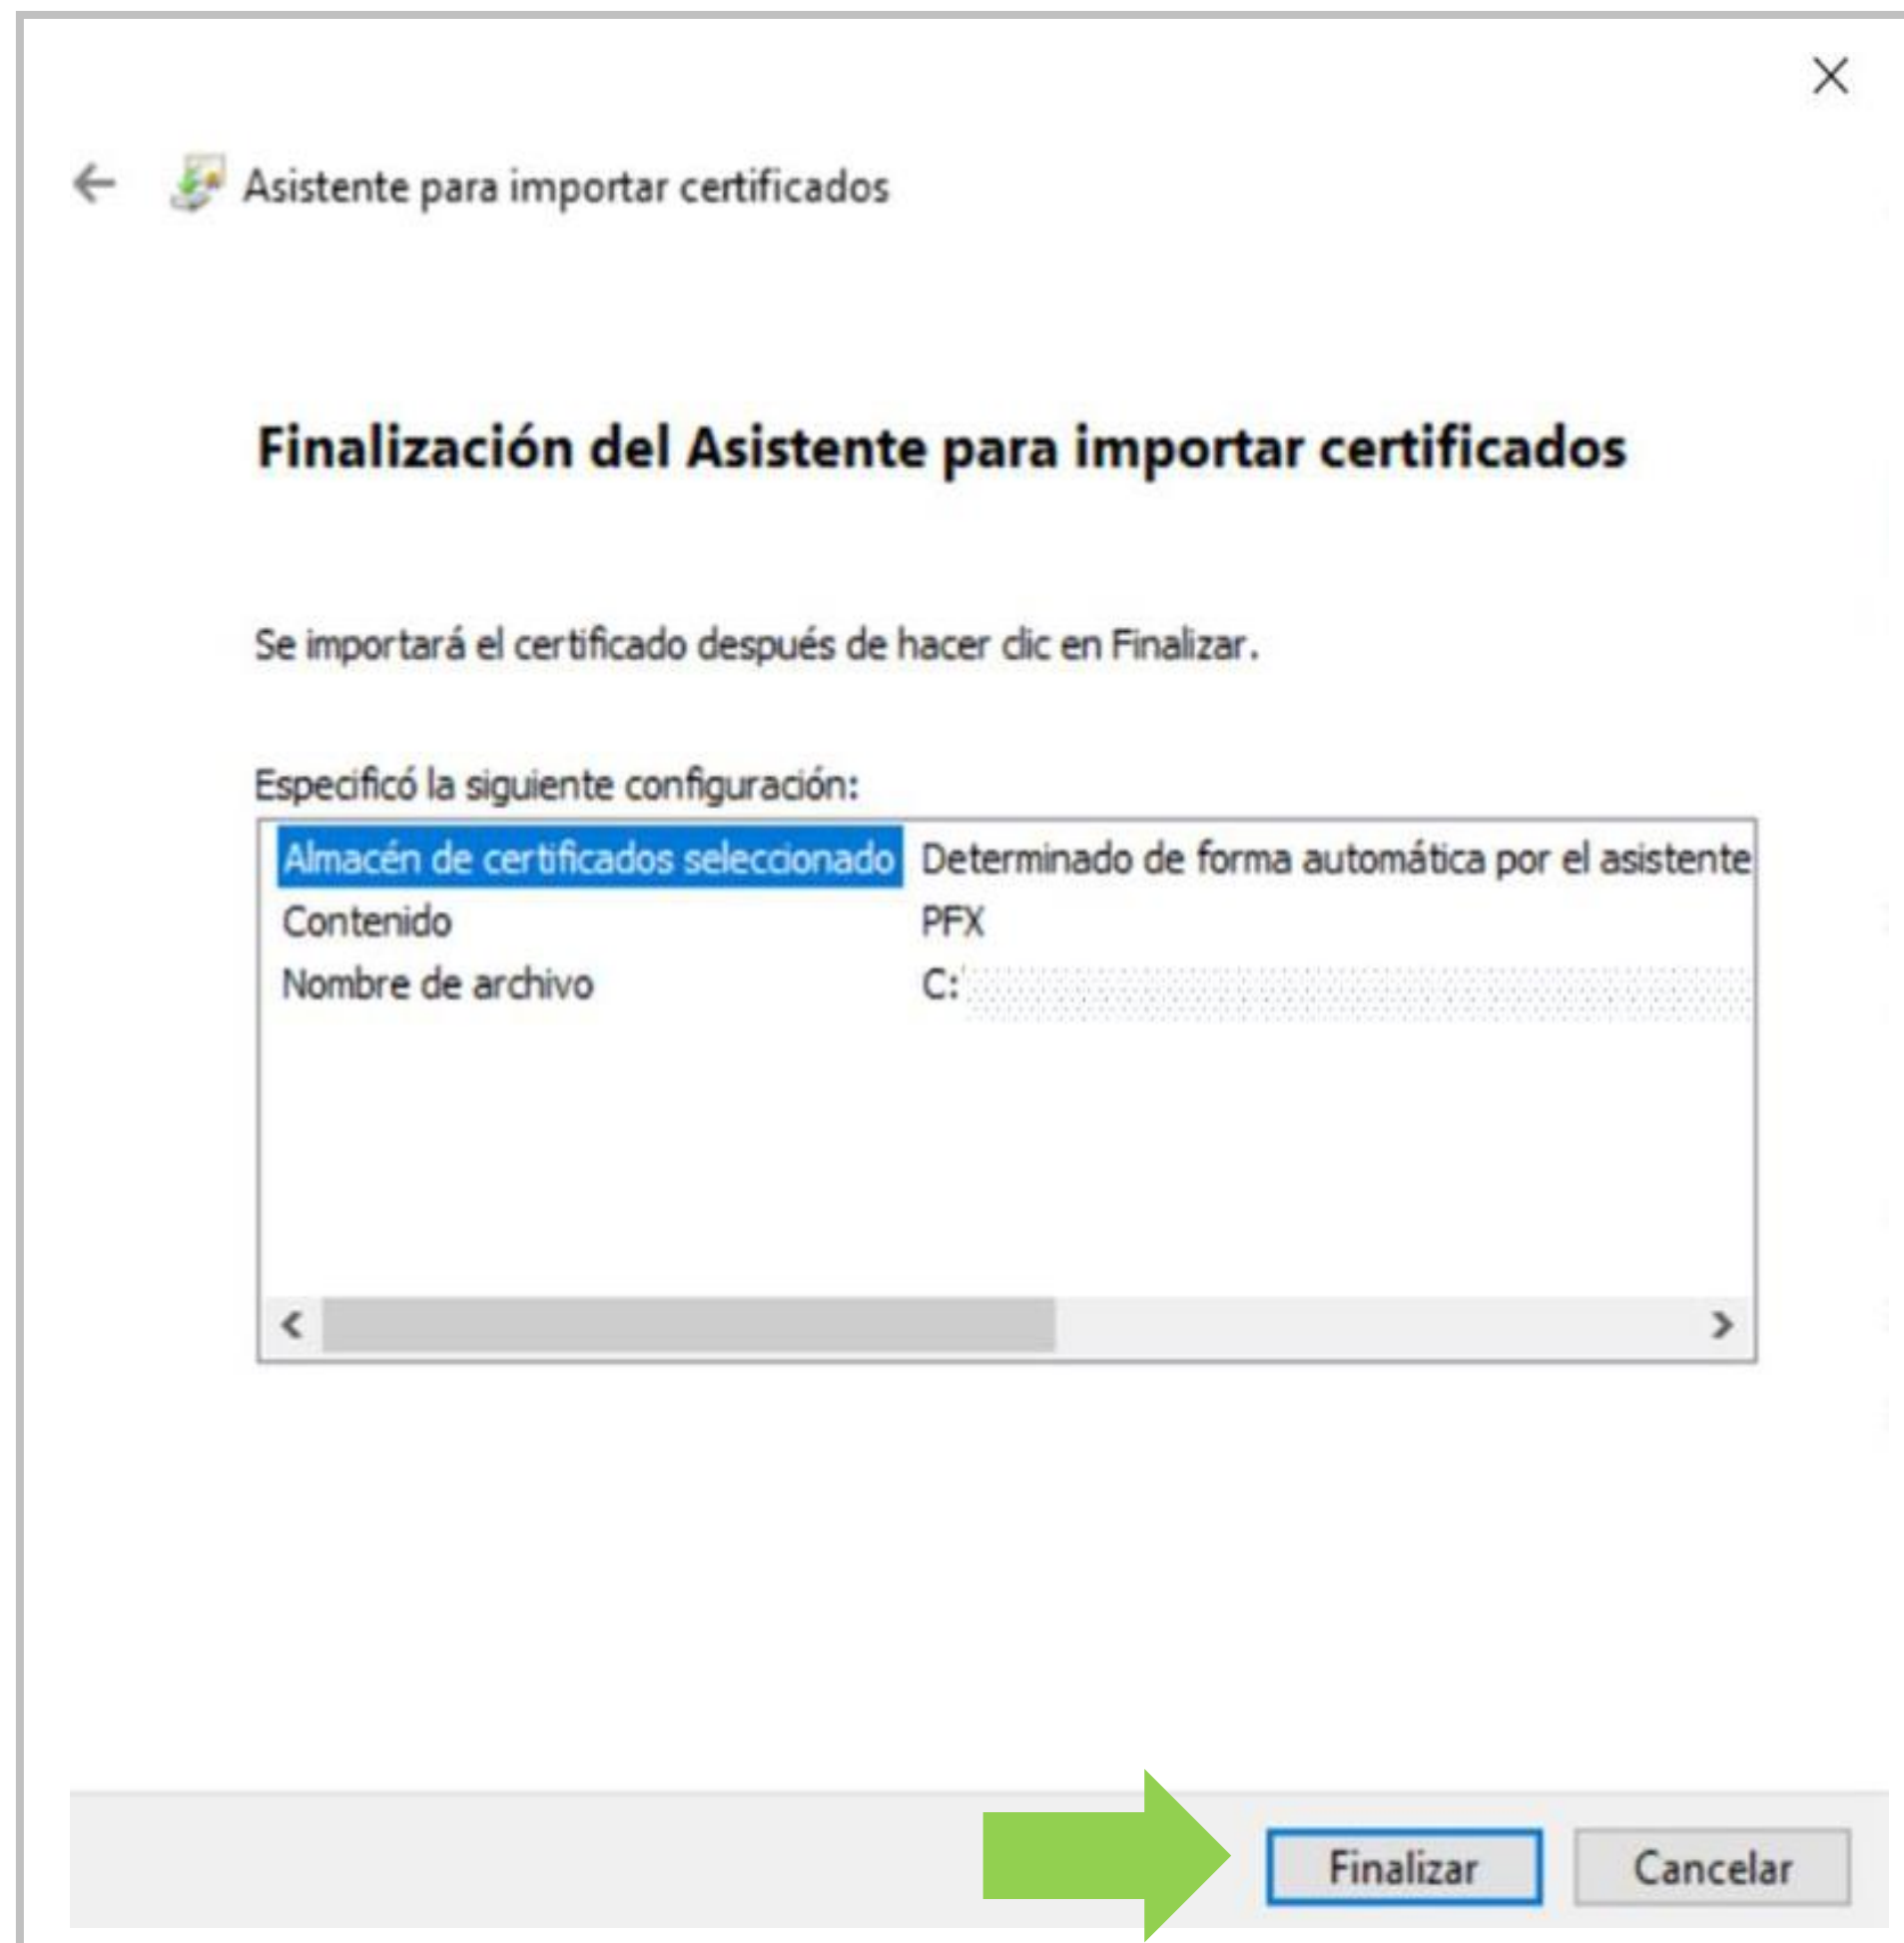 Asistente para importar certificados
Finalización del Asistente para importar certificados
Se importará el certificado después de hacer clic en Finalizar.
Especificó la siguiente configuración:
Almacén de certificados seleccionado Determinado de forma automática por el asistente
Contenido PFX
Nombre de archivo C:
Finalizar Cancelar